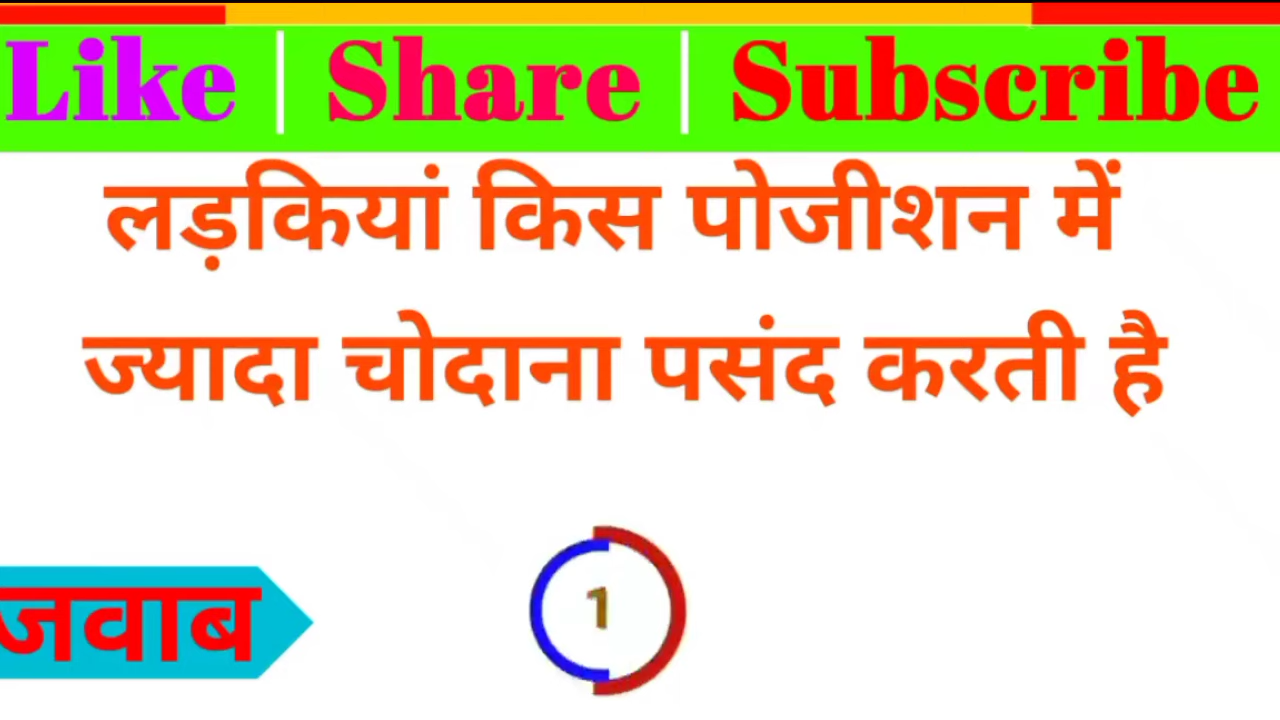 Like | Share | Subscribe
लड़कियां किस पोजीशन में
ज्यादा चोदाना पसंद करती है
1
जवाब